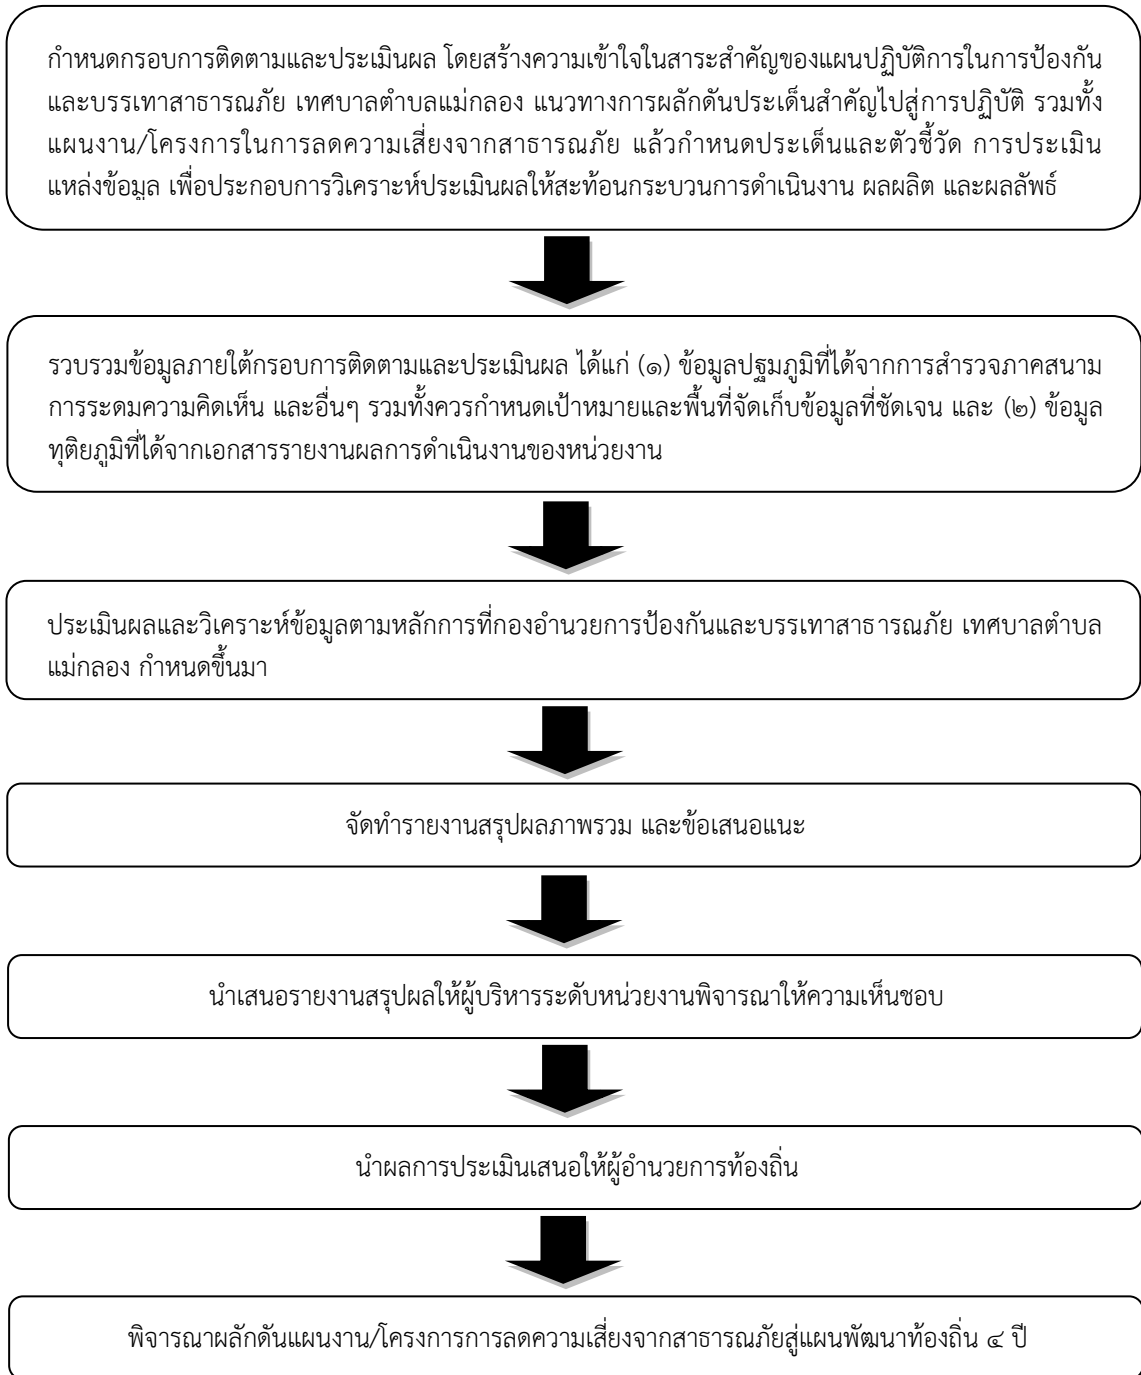 กำหนดกรอบการติดตามและประเมินผล โดยสร้างความเข้าใจในสาระสำคัญของแผนปฏิบัติการในการป้องกัน
และบรรเทาสาธารณภัย เทศบาลตำบลแม่กลอง แนวทางการผลักดันประเด็นสำคัญไปสู่การปฏิบัติ รวมทั้ง
แผนงาน/โครงการในการลดความเสี่ยงจากสาธารณภัย แล้วกำหนดประเด็นและตัวชี้วัด การประเมิน
แหล่งข้อมูล เพื่อประกอบการวิเคราะห์ประเมินผลให้สะท้อนกระบวนการดำเนินงาน ผลผลิต และผลลัพธ์
รวบรวมข้อมูลภายใต้กรอบการติดตามและประเมินผล ได้แก่ (๑) ข้อมูลปฐมภูมิที่ได้จากการสำรวจภาคสนาม
การระดมความคิดเห็น และอื่นๆ รวมทั้งควรกำหนดเป้าหมายและพื้นที่จัดเก็บข้อมูลที่ชัดเจน และ (๒) ข้อมูล
ทุติยภูมิที่ได้จากเอกสารรายงานผลการดำเนินงานของหน่วยงาน
ประเมินผลและวิเคราะห์ข้อมูลตามหลักการที่กองอำนวยการป้องกันและบรรเทาสาธารณภัย เทศบาลตำบล
แม่กลอง กำหนดขึ้นมา
จัดทำรายงานสรุปผลภาพรวม และข้อเสนอแนะ
นำเสนอรายงานสรุปผลให้ผู้บริหารระดับหน่วยงานพิจารณาให้ความเห็นชอบ
นำผลการประเมินเสนอให้ผู้อำนวยการท้องถิ่น
พิจารณาผลักดันแผนงาน/โครงการการลดความเสี่ยงจากสาธารณภัยสู่แผนพัฒนาท้องถิ่น ๔ ปี